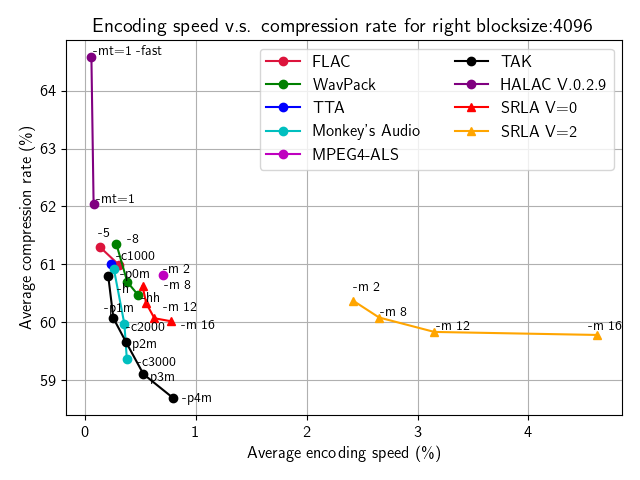 Encoding speed v.s. compression rate for right blocksize:4096
Average compression rate (%)
64
63
62
61
60
59
FLAC
WavPack
TTA
Monkey's Audio
MPEG4-ALS
TAK
HALAC V.0.2.9
SRLA V=0
SRLA V=2
-mt=1 -fast
-mt=1
-5
-8
-c1000
-p0m
-m 2
-m 8
-hh
-p1m
-m 12
-m 16
-c2000
-p2m
-c3000
-p3m
-p4m
-m 2
-m 8
-m 12
-m 16
0
1
2
3
4
Average encoding speed (%)